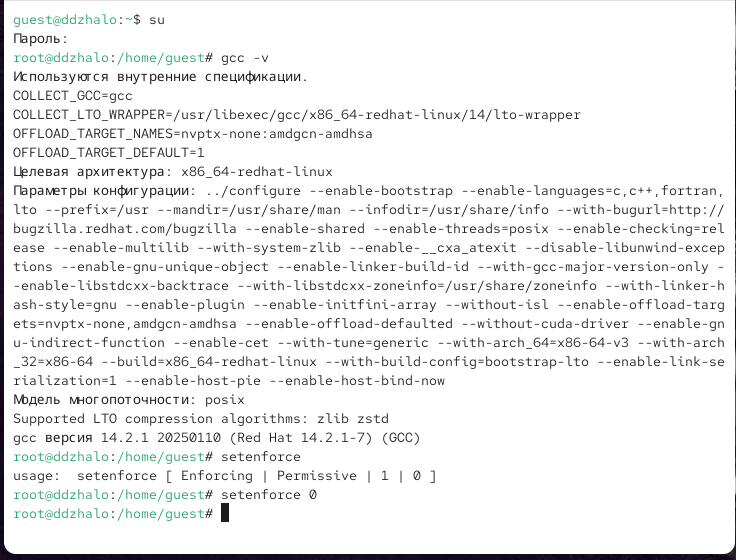 guest@ddzhalo:~$ su
Пароль:
root@ddzhalo:/home/guest# gcc -v
Используются внутренние спецификации.
COLLECT_GCC=gcc
COLLECT_LTO_WRAPPER=/usr/libexec/gcc/x86_64-redhat-linux/14/lto-wrapper
OFFLOAD_TARGET_NAMES=nvptx-none:amdgcn-amdhsa
OFFLOAD_TARGET_DEFAULT=1
Целевая архитектура: x86_64-redhat-linux
Параметры конфигурации: ../configure --enable-bootstrap --enable-languages=c,c++,fortran,
lto --prefix=/usr --mandir=/usr/share/man --infodir=/usr/share/info --with-bugurl=http://
bugzilla.redhat.com/bugzilla --enable-shared --enable-threads=posix --enable-checking=rel
ease --enable-multilib --with-system-zlib --enable-__cxa_atexit --disable-libunwind-excep
tions --enable-gnu-unique-object --enable-linker-build-id --with-gcc-major-version-only -
-enable-libstdcxx-backtrace --with-libstdcxx-zoneinfo=/usr/share/zoneinfo --with-linker-h
ash-style=gnu --enable-plugin --enable-initfini-array --without-isl --enable-offload-targ
ets=nvptx-none,amdgcn-amdhsa --enable-offload-defaulted --without-cuda-driver --enable-gn
u-indirect-function --enable-cet --with-tune=generic --with-arch_64=x86-64-v3 --with-arch
_32=x86-64 --build=x86_64-redhat-linux --with-build-config=bootstrap-lto --enable-link-se
rialization=1 --enable-host-pie --enable-host-bind-now
Модель многопоточности: posix
Supported LTO compression algorithms: zlib zstd
gcc версия 14.2.1 20250110 (Red Hat 14.2.1-7) (GCC)
root@ddzhalo:/home/guest# setenforce
usage:  setenforce [ Enforcing | Permissive | 1 | 0 ]
root@ddzhalo:/home/guest# setenforce 0
root@ddzhalo:/home/guest#